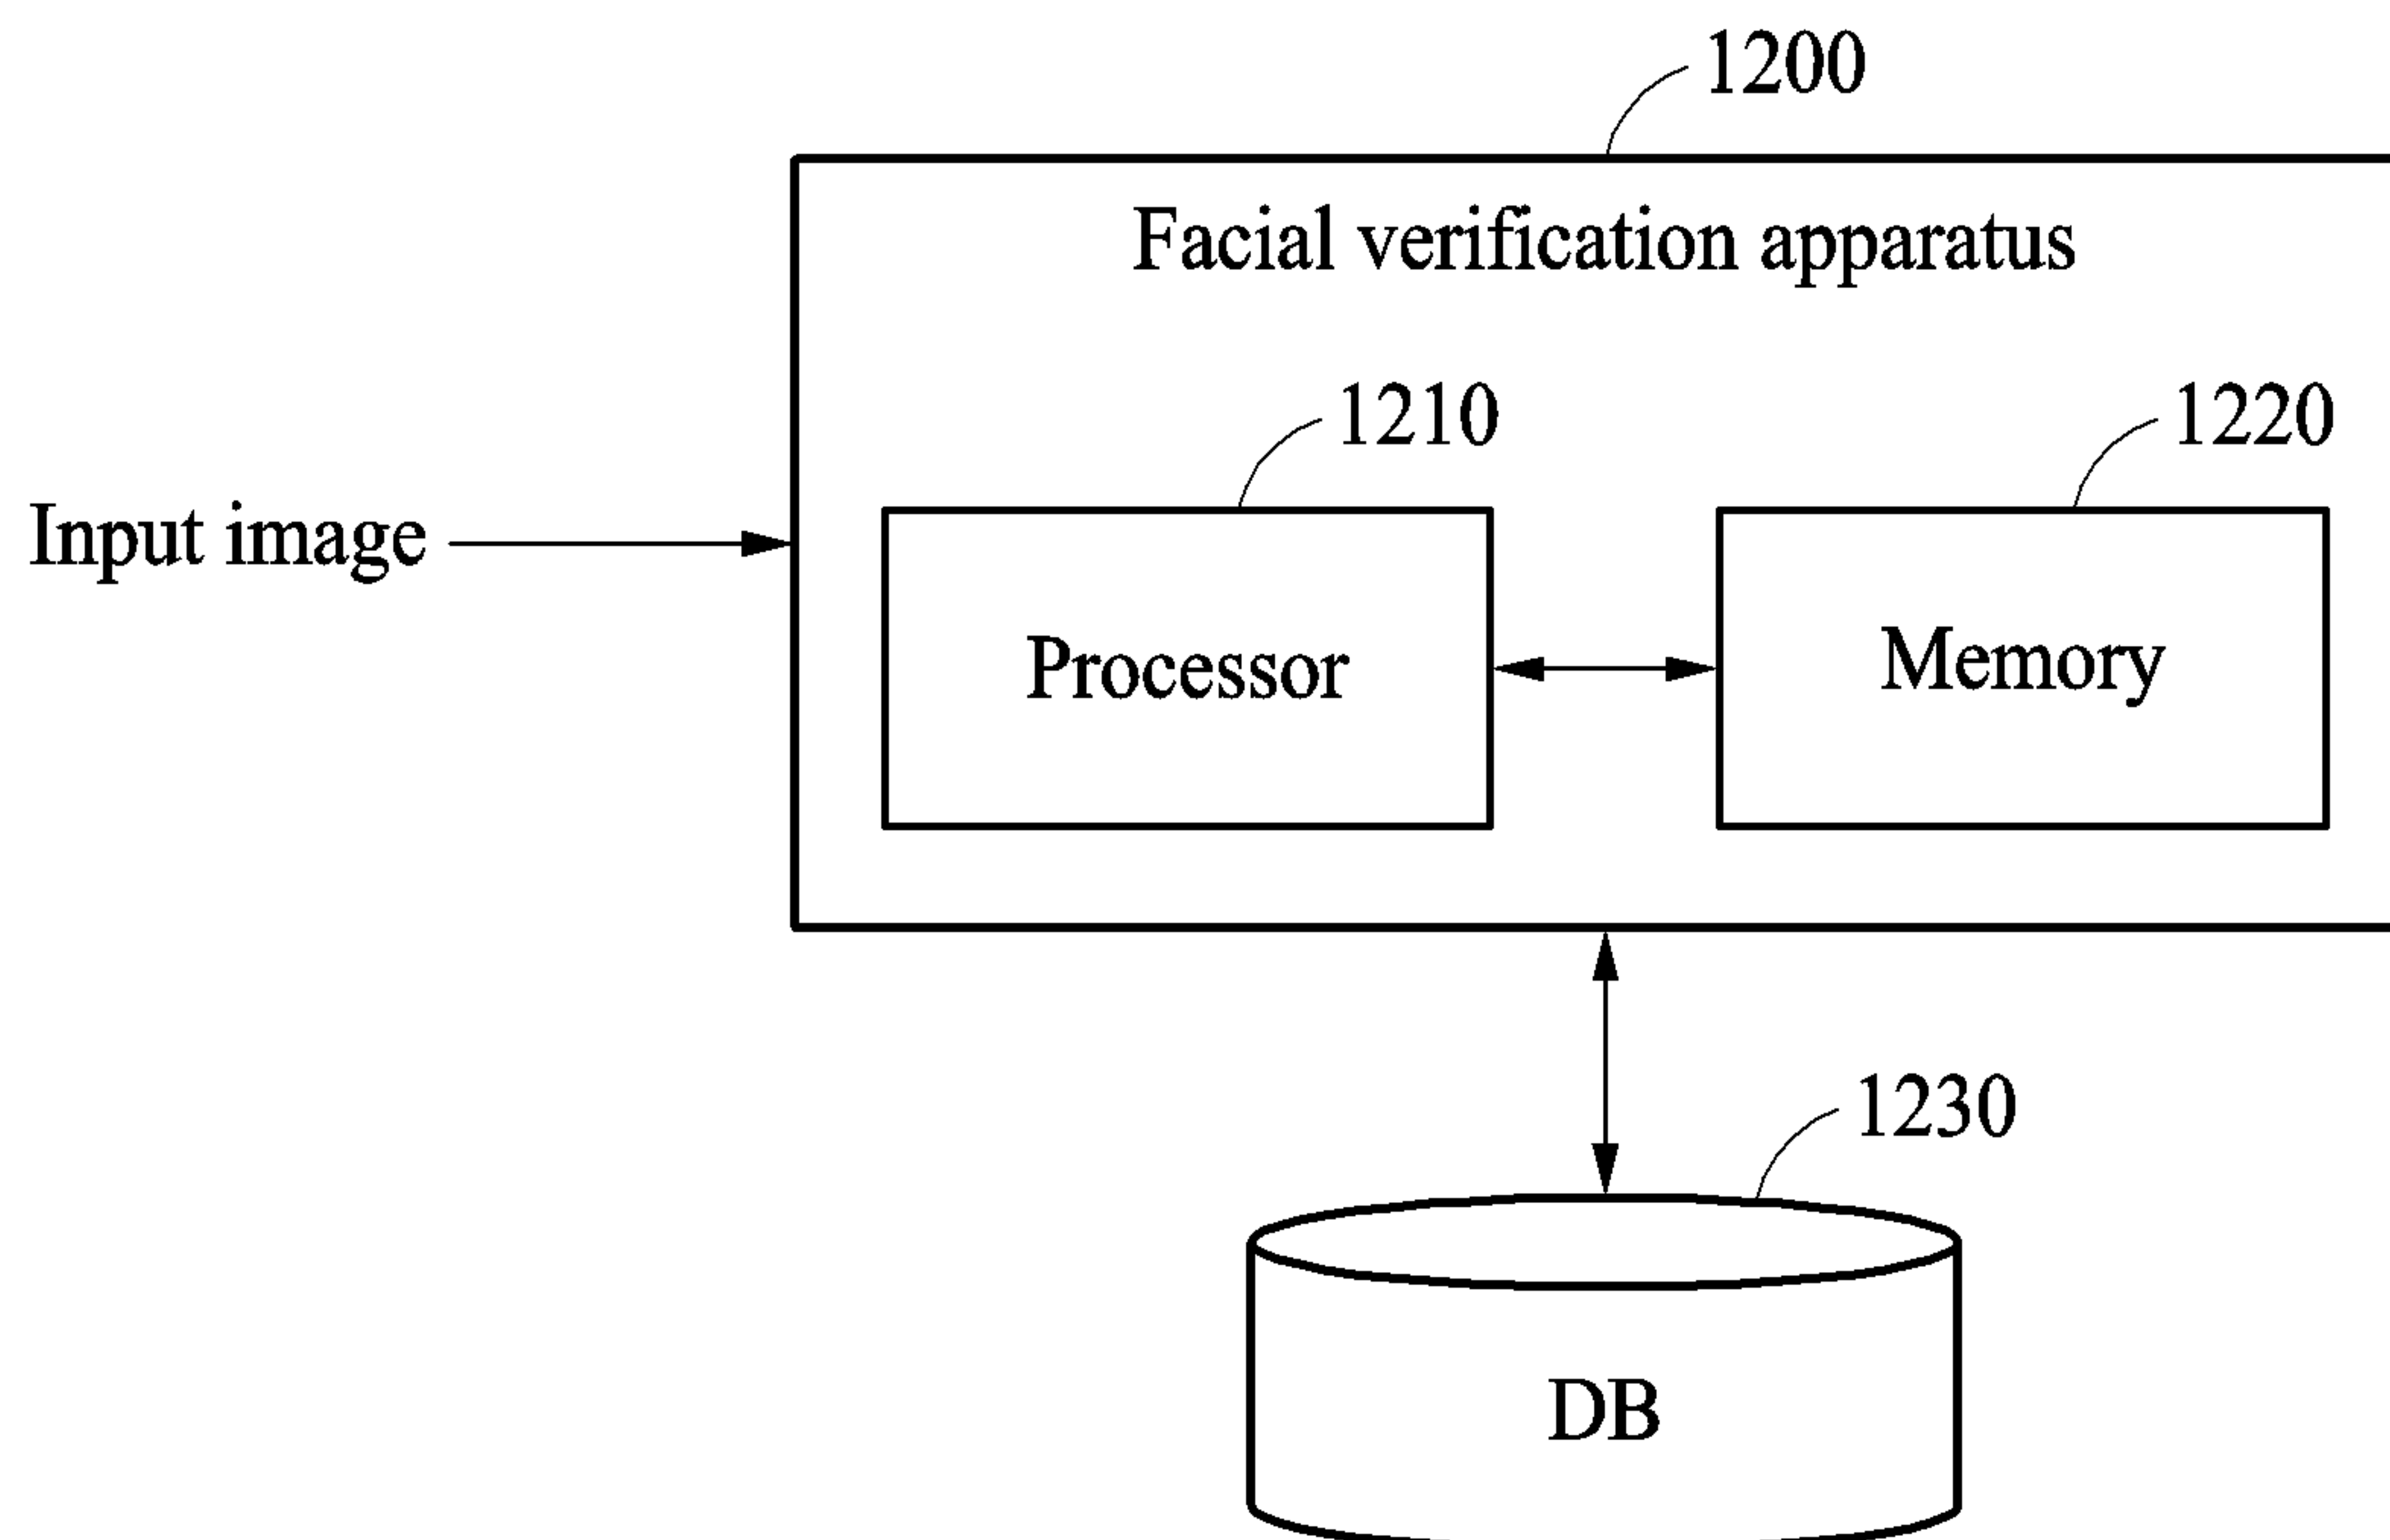 1200
Facial verification apparatus
1210
1220
Input image
Processor
Memory
1230
DB